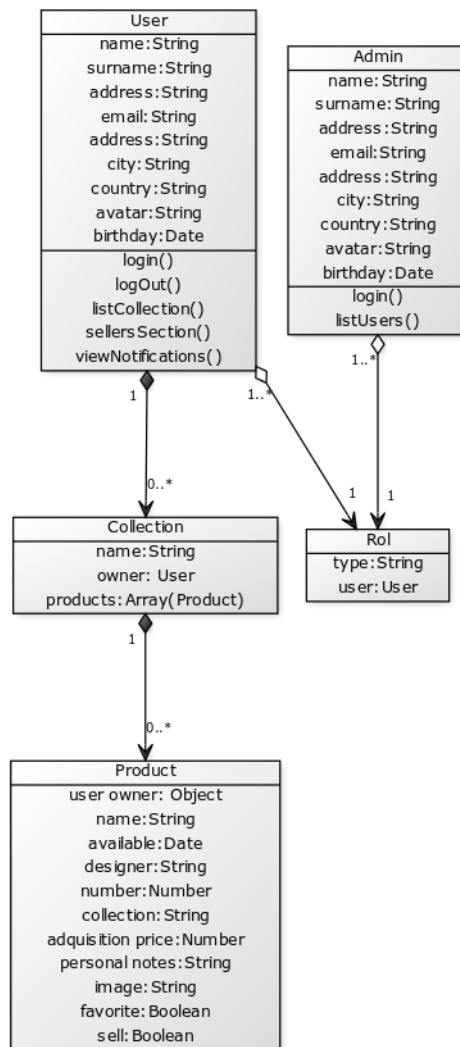 User
name:String
surname:String
address:String
email:String
address:String
city:String
country:String
avatar:String
birthday:Date
login()
logOut()
listCollection()
sellersSection()
viewNotifications()
Admin
name:String
surname:String
address:String
email:String
address:String
city:String
country:String
avatar:String
birthday:Date
login()
listUsers()
1
1..*
1..*
0..*
1
1
Collection
name:String
owner: User
products:Array(Product)
Rol
type:String
user:User
1
0..*
Product
user owner: Object
name:String
available:Date
designer:String
number:Number
collection:String
adquisition price:Number
personal notes:String
image:String
favorite:Boolean
sell:Boolean